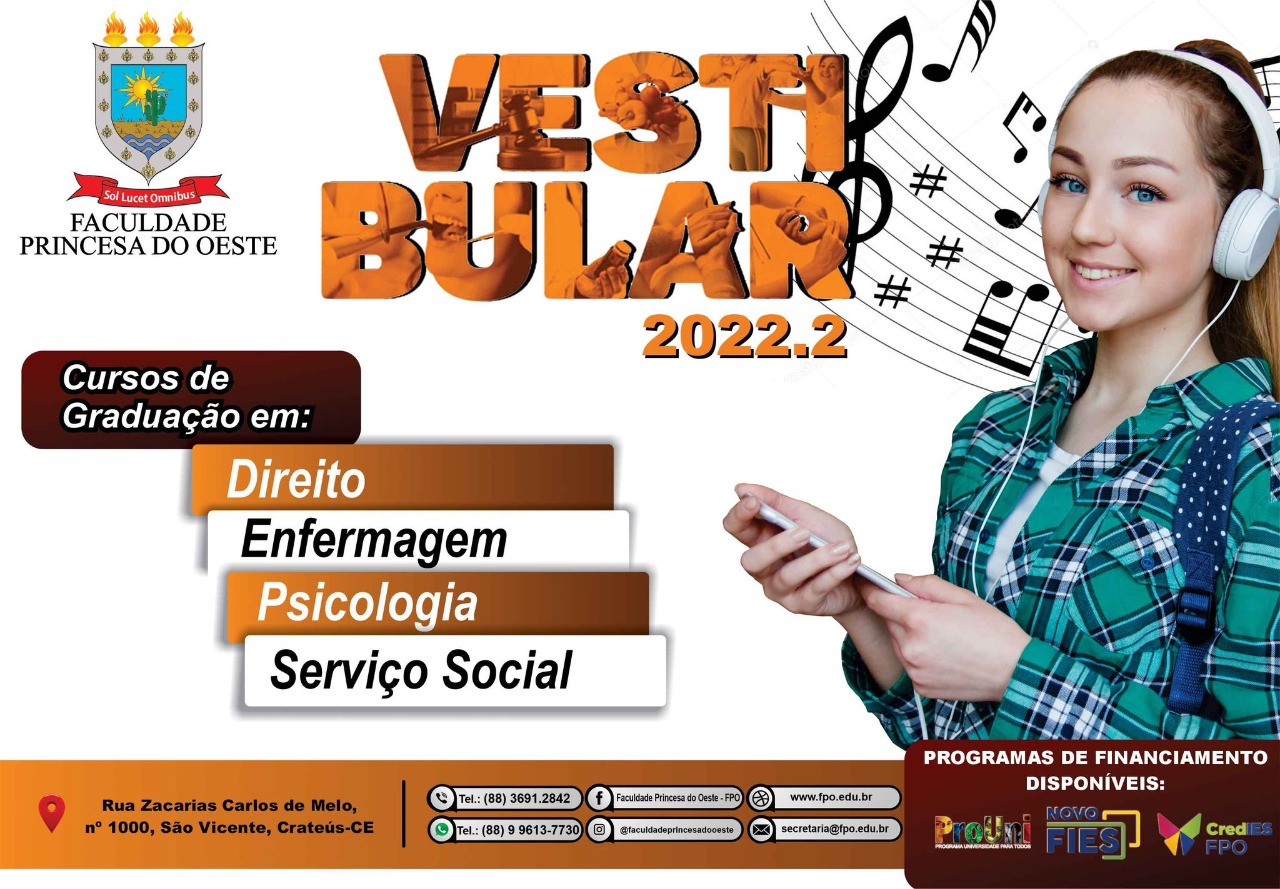 Sol Lucet Omnibus
FACULDADE
PRINCESA DO OESTE
VESTI
BULAR
2022.2
Cursos de
Graduação em:
Direito
Enfermagem
Psicologia
Serviço Social
Rua Zacarias Carlos de Melo,
nº 1000, São Vicente, Crateús-CE
Tel.: (88) 3691.2842
Tel.: (88) 9 9613-7730
Faculdade Princesa do Oeste - FPO
@faculdadeprincesadooeste
www.fpo.edu.br
secretaria@fpo.edu.br
PROGRAMAS DE FINANCIAMENTO
DISPONÍVEIS:
ProUni
PROGRAMA UNIVERSIDADE PARA TODOS
NOVO
FIES
CredIES
FPO